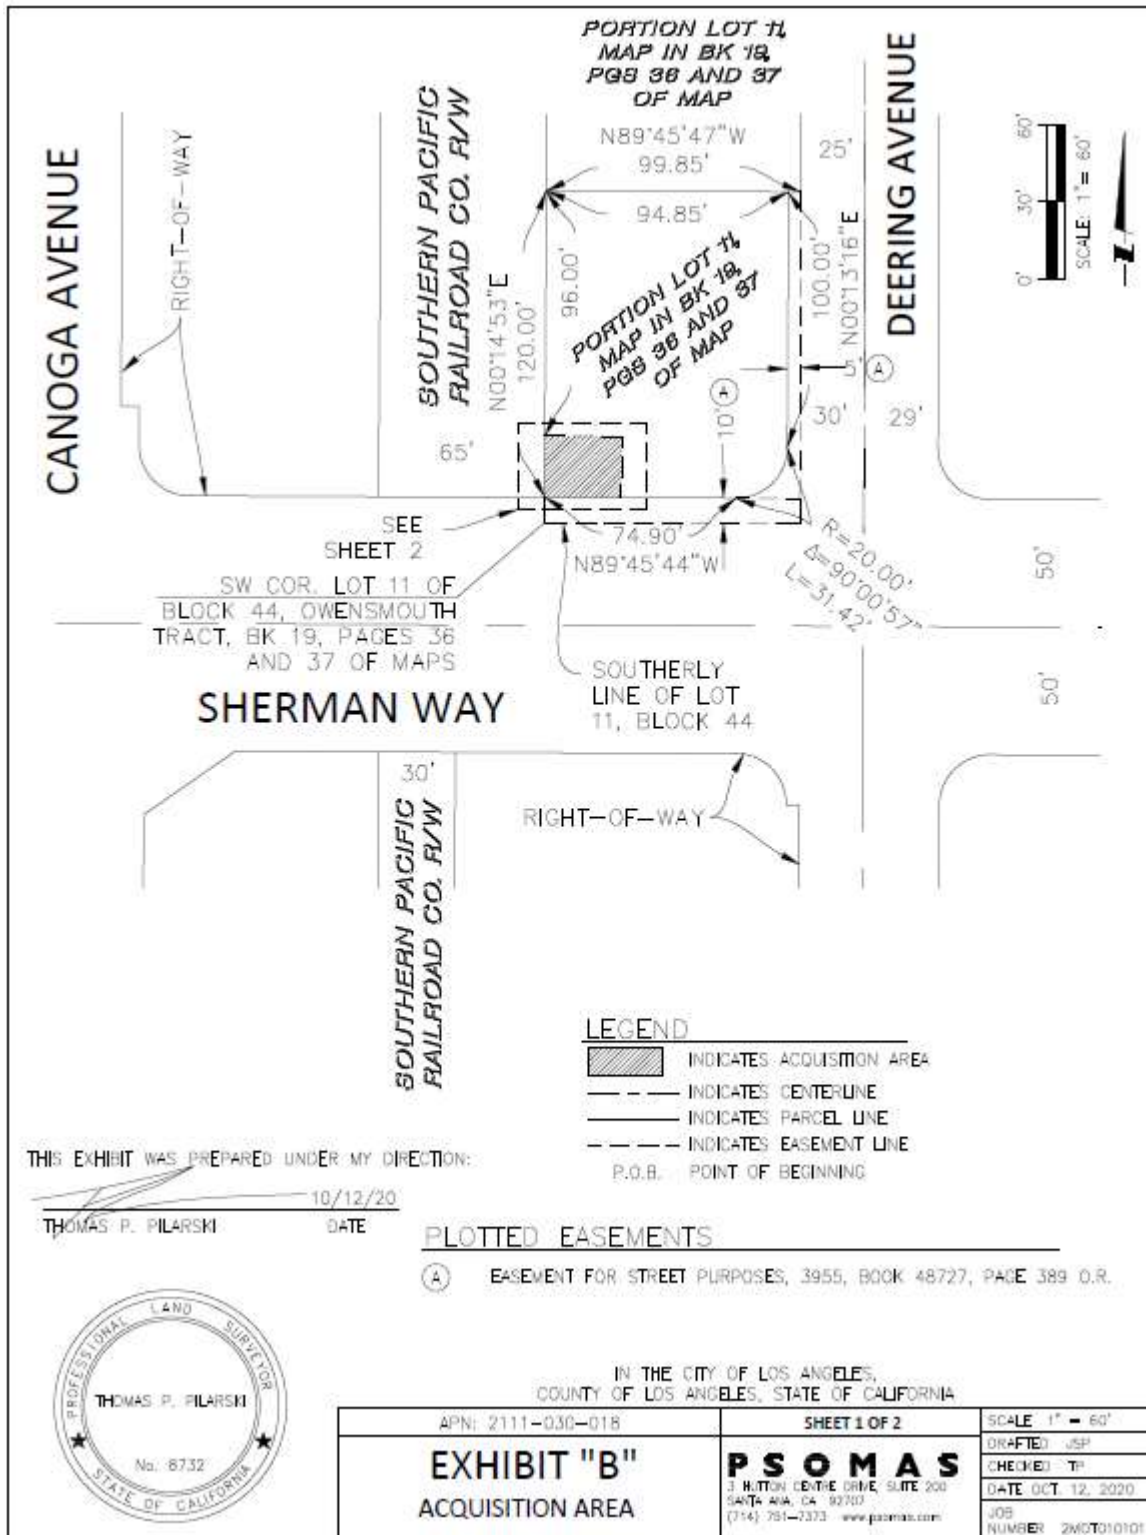 PORTION LOT 11,
MAP IN BK 19,
PGS 36 AND 37
OF MAP
DEERING AVENUE
CANOGA AVENUE
RIGHT-OF-WAY
SOUTHERN PACIFIC
RAILROAD CO. R/W
N89°45'47"W
99.85'
94.85'
25'
60'
30'
0'
SCALE: 1"= 60'
N00°14'53"E
120.00'
96.00'
PORTION LOT 11,
MAP IN BK 19,
PGS 36 AND 37
OF MAP
100.00'
N00°13'16"E
5' A
10' A
30'
29'
65'
SEE
SHEET 2
74.90'
N89°45'44"W
R=20.00'
Δ=90°00'57"
L=31.42'
50'
50'
SW COR. LOT 11 OF
BLOCK 44, OWENSMOUTH
TRACT, BK 19, PAGES 36
AND 37 OF MAPS
SOUTHERLY
LINE OF LOT
11, BLOCK 44
SHERMAN WAY
30'
SOUTHERN PACIFIC
RAILROAD CO. R/W
RIGHT-OF-WAY
LEGEND
INDICATES ACQUISITION AREA
INDICATES CENTERLINE
INDICATES PARCEL LINE
INDICATES EASEMENT LINE
P.O.B. POINT OF BEGINNING
THIS EXHIBIT WAS PREPARED UNDER MY DIRECTION:
10/12/20
THOMAS P. PILARSKI DATE
PLOTTED EASEMENTS
A EASEMENT FOR STREET PURPOSES, 3955, BOOK 48727, PAGE 389 O.R.
PROFESSIONAL LAND SURVEYOR
THOMAS P. PILARSKI
No. 8732
STATE OF CALIFORNIA
IN THE CITY OF LOS ANGELES,
COUNTY OF LOS ANGELES, STATE OF CALIFORNIA
APN: 2111-030-018
EXHIBIT "B"
ACQUISITION AREA
SHEET 1 OF 2
PSOMAS
3 HUTTON CENTRE DRIVE, SUITE 200
SANTA ANA, CA 92707
(714) 751-7373 www.psomas.com
SCALE 1" = 60'
DRAFTED JSP
CHECKED TP
DATE OCT. 12, 2020
JOB
NUMBER 2MDT010101